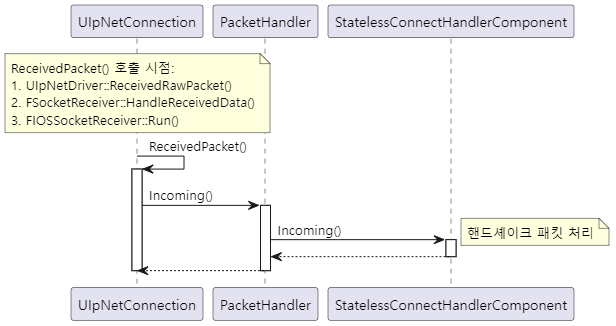 UIpNetConnection
PacketHandler
StatelessConnectHandlerComponent
ReceivedPacket() 호출 시점:
1. UIpNetDriver::ReceivedRawPacket()
2. FSocketReceiver::HandleReceivedData()
3. FIOSSocketReceiver::Run()
ReceivedPacket()
Incoming()
Incoming()
핸드셰이크 패킷 처리
UIpNetConnection
PacketHandler
StatelessConnectHandlerComponent